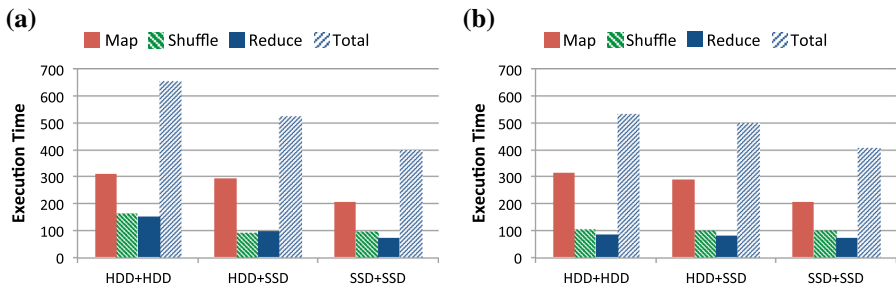 (a)
Map Shuffle Reduce Total
700
600
500
400
300
200
100
0
Execution Time
HDD+HDD HDD+SSD SSD+SSD
(b)
Map Shuffle Reduce Total
700
600
500
400
300
200
100
0
Execution Time
HDD+HDD HDD+SSD SSD+SSD